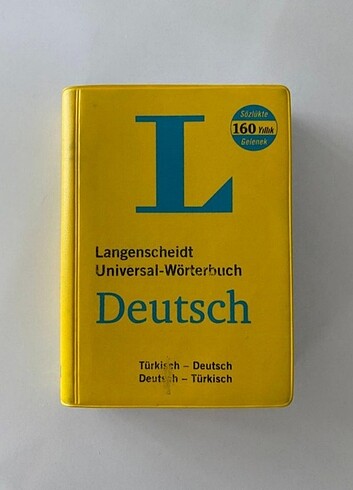 L
Sözlükte
160 Yıllık
Gelenek
Langenscheidt
Universal-Wörterbuch
Deutsch
Türkisch – Deutsch
Deutsch – Türkisch